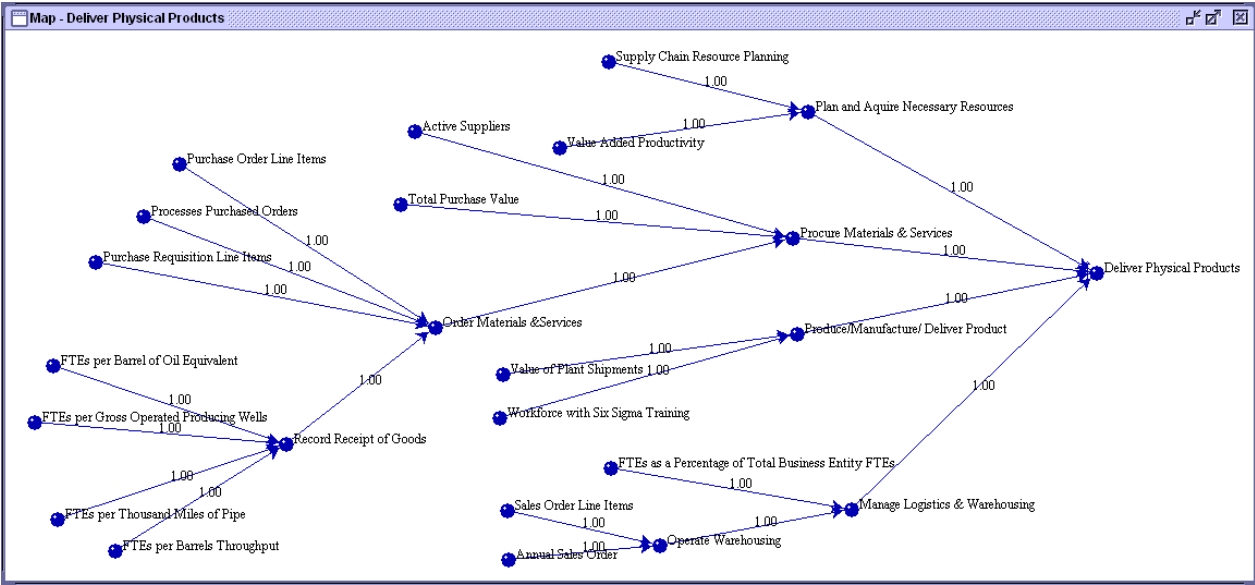 Map - Deliver Physical Products
Supply Chain Resource Planning
1.00
Plan and Aquire Necessary Resources
Active Suppliers
1.00
Value Added Productivity
Purchase Order Line Items
1.00
1.00
Total Purchase Value
Processes Purchased Orders
1.00
Procure Materials & Services
1.00
1.00
Purchase Requisition Line Items
1.00
Deliver Physical Products
1.00
1.00
1.00
Order Materials &Services
Produce/Manufacture/ Deliver Product
1.00
FTEs per Barrel of Oil Equivalent
Value of Plant Shipments
1.00
1.00
1.00
1.00
FTEs per Gross Operated Producing Wells
Workforce with Six Sigma Training
1.00
Record Receipt of Goods
FTEs as a Percentage of Total Business Entity FTEs
1.00
1.00
1.00
Sales Order Line Items
Manage Logistics & Warehousing
FTEs per Thousand Miles of Pipe
1.00
1.00
FTEs per Barrels Throughput
1.00
Operate Warehousing
Annual Sales Order